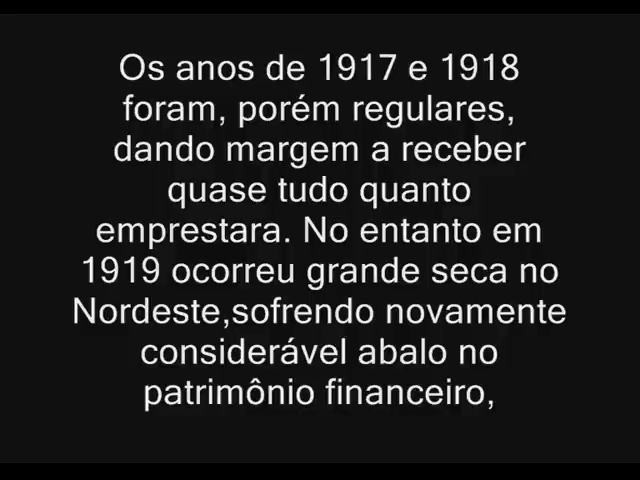 Os anos de 1917 e 1918
foram, porém regulares,
dando margem a receber
quase tudo quanto
emprestara. No entanto em
1919 ocorreu grande seca no
Nordeste,sofrendo novamente
considerável abalo no
patrimônio financeiro,